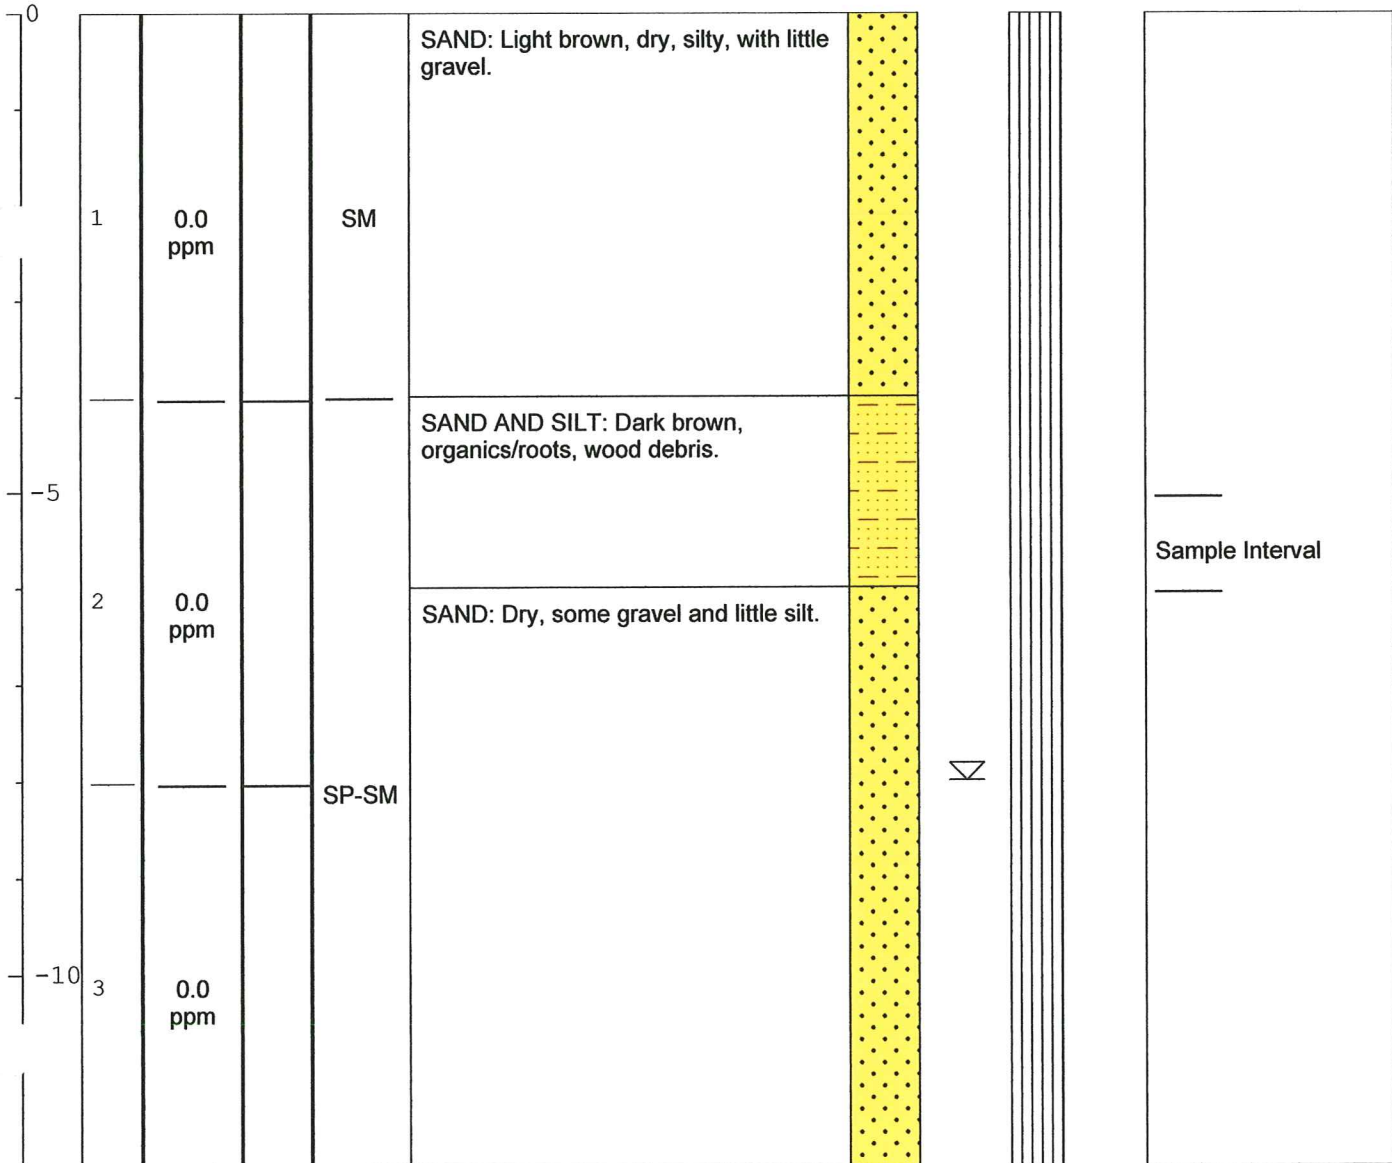 0
SAND: Light brown, dry, silty, with little
gravel.
1
0.0
ppm
SM
SAND AND SILT: Dark brown,
organics/roots, wood debris.
-5
Sample Interval
2
0.0
ppm
SAND: Dry, some gravel and little silt.
SP-SM
-10
3
0.0
ppm